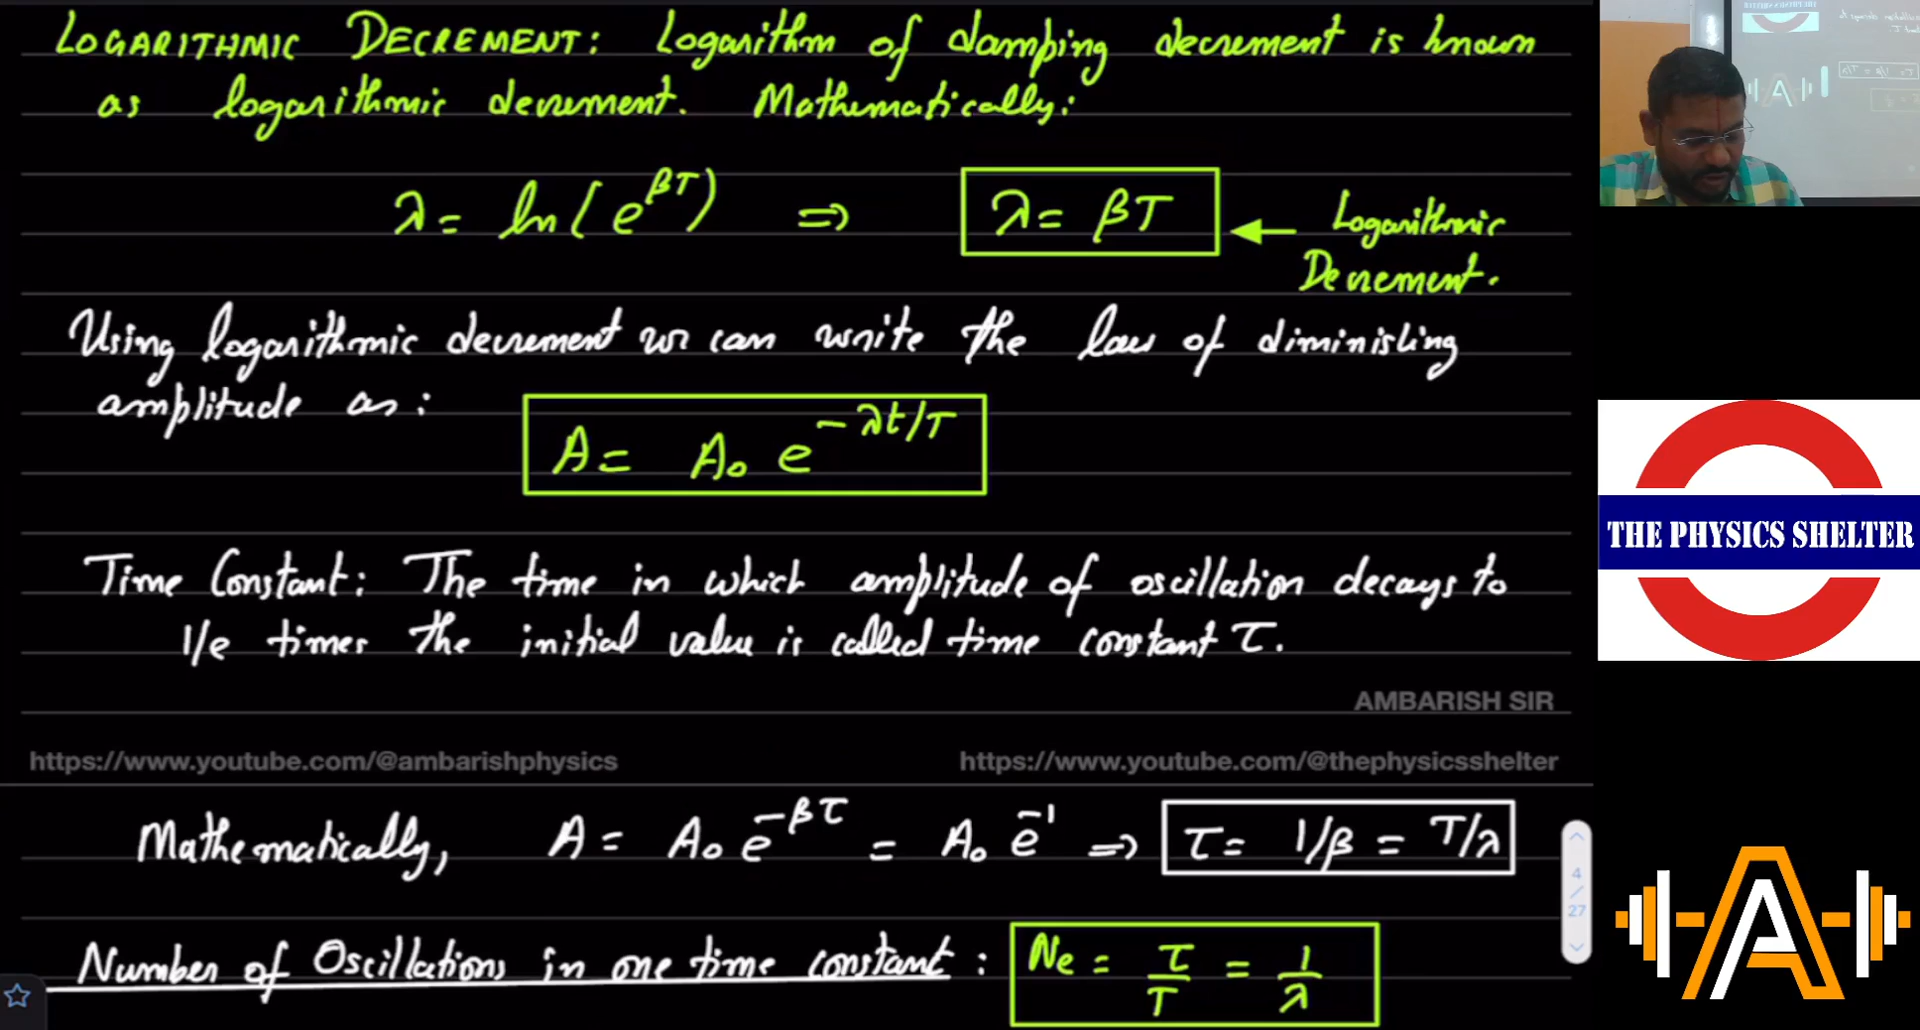 LOGARITHMIC DECREMENT: Logarithm of damping decrement is known
as logarithmic decrement. Mathematically:
λ = ln(e^βT) ⇒ λ = βT ← Logarithmic
Decrement.
Using logarithmic decrement we can write the law of diminishing
amplitude as:
A = A₀ e^-λt/T
Time Constant: The time in which amplitude of oscillation decays to
1/e times the initial value is called time constant τ.
AMBARISH SIR
https://www.youtube.com/@ambarishphysics https://www.youtube.com/@thephysicsshelter
Mathematically, A = A₀ e^-βτ = A₀ e^-1 ⇒ τ = 1/β = T/λ
Number of Oscillations in one time constant: Ne = τ/T = 1/λ
4
/
27
THE PHYSICS SHELTER
A